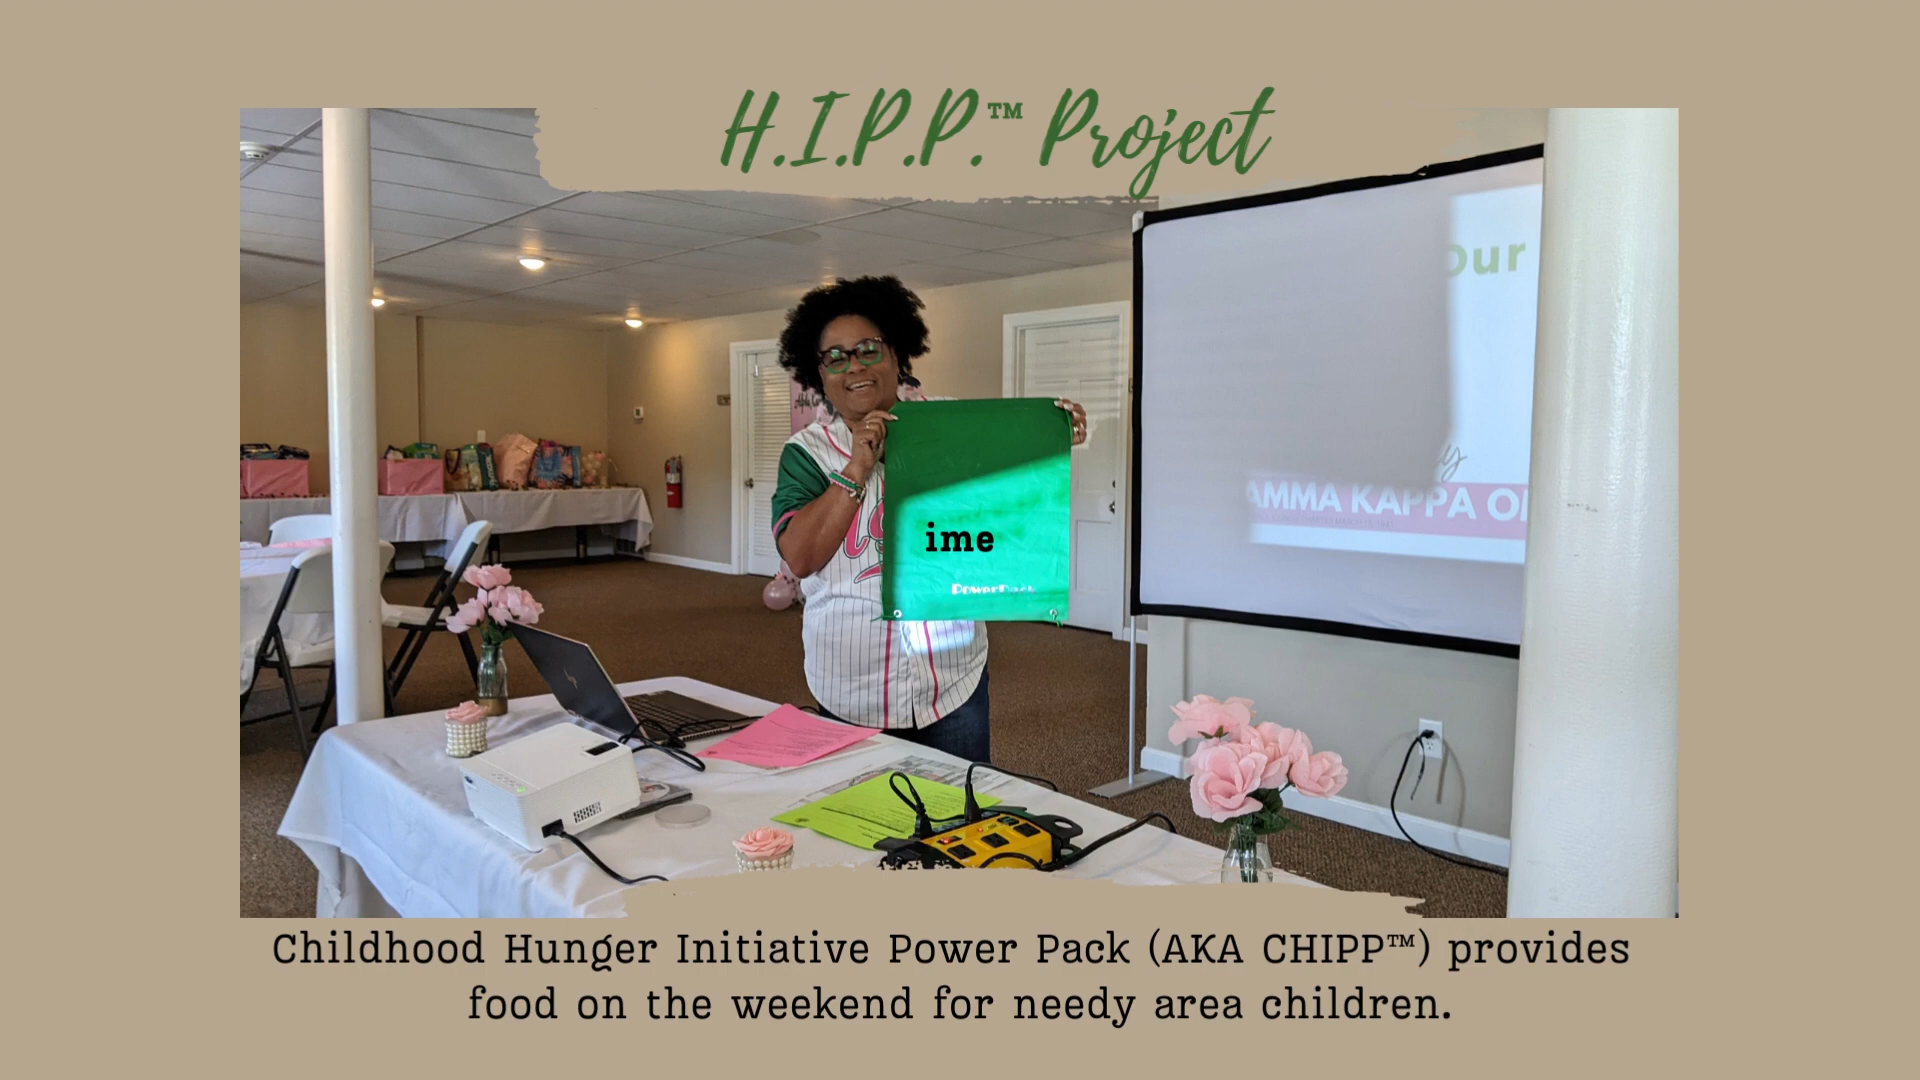 H.I.P.P.™ Project
Our
AMMA KAPPA O
ime
PowerPack
Childhood Hunger Initiative Power Pack (AKA CHIPP™) provides
food on the weekend for needy area children.